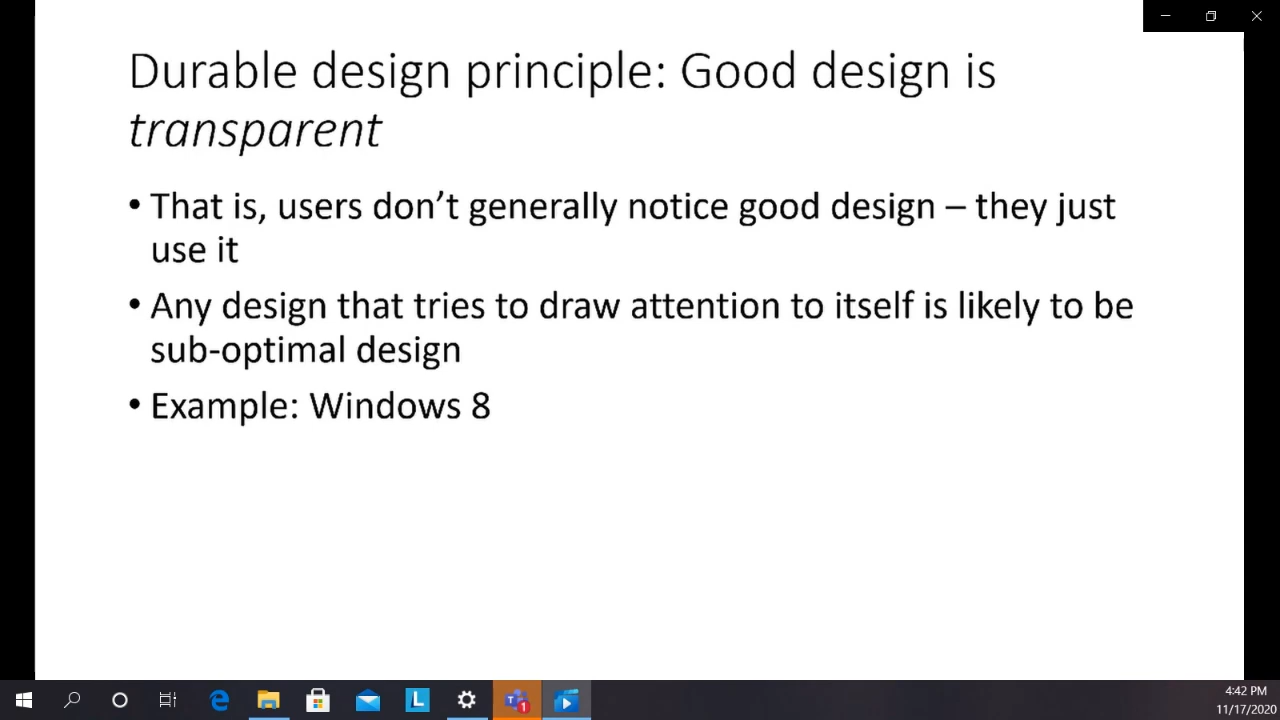 Durable design principle: Good design is
transparent
• That is, users don’t generally notice good design – they just
use it
• Any design that tries to draw attention to itself is likely to be
sub-optimal design
• Example: Windows 8
L
T
1
4:42 PM
11/17/2020